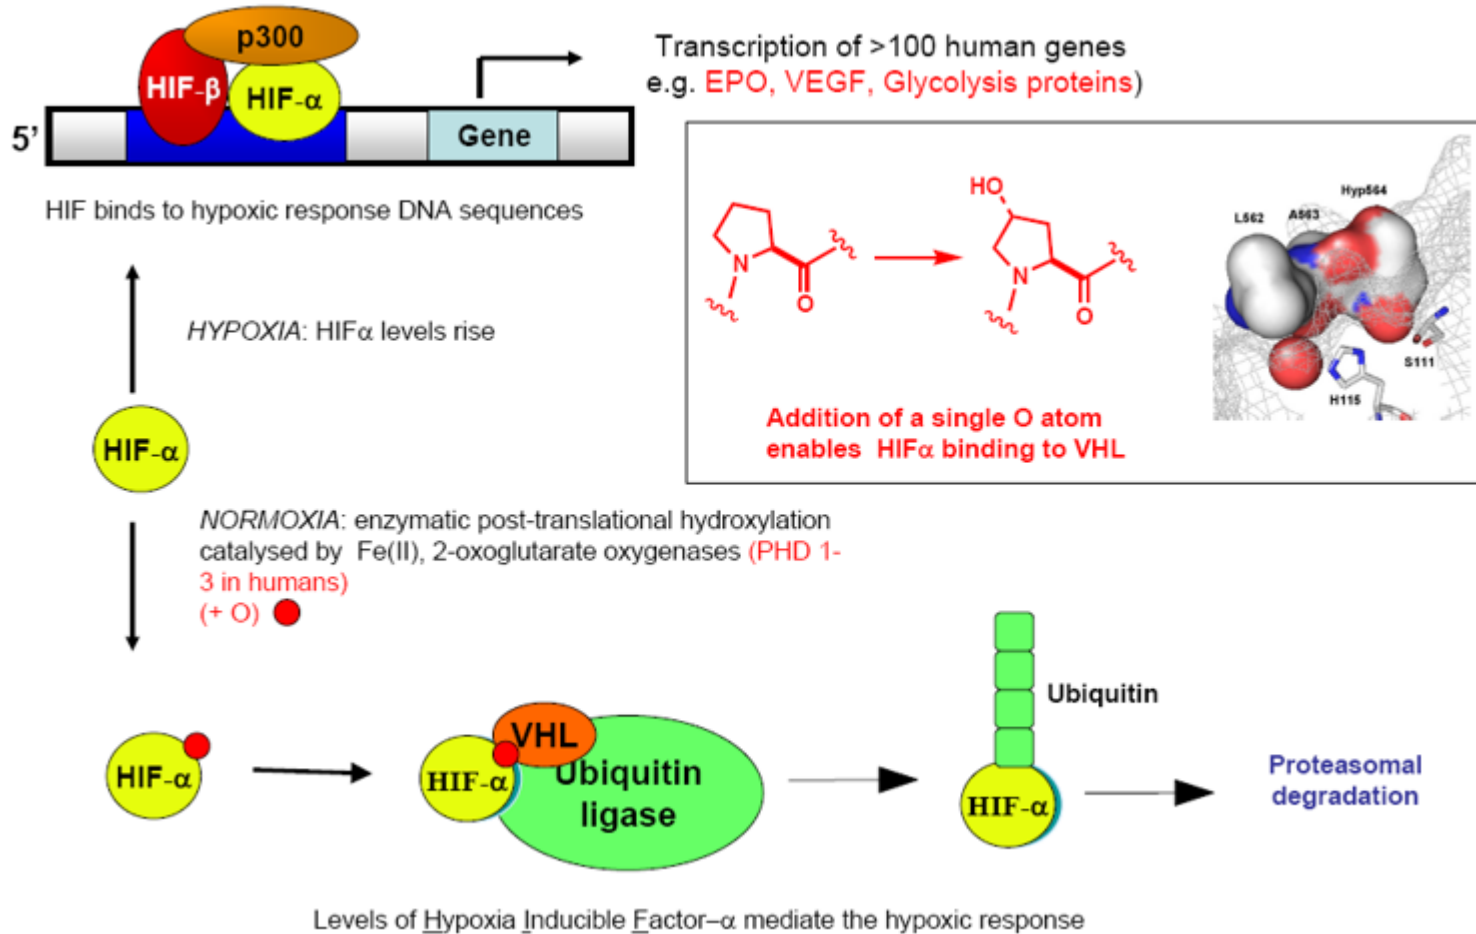 p300
HIF-β
HIF-α
5’
Gene
Transcription of >100 human genes
e.g. EPO, VEGF, Glycolysis proteins)
HIF binds to hypoxic response DNA sequences
HYPOXIA: HIFα levels rise
HIF-α
HO
N
O
N
O
Addition of a single O atom
enables HIFα binding to VHL
Hyp564
L562
A563
S111
H115
NORMOXIA: enzymatic post-translational hydroxylation
catalysed by Fe(II), 2-oxoglutarate oxygenases (PHD 1-
3 in humans)
(+ O)
HIF-α
VHL
HIF-α
Ubiquitin
ligase
Ubiquitin
HIF-α
Proteasomal
degradation
Levels of Hypoxia Inducible Factor–α mediate the hypoxic response